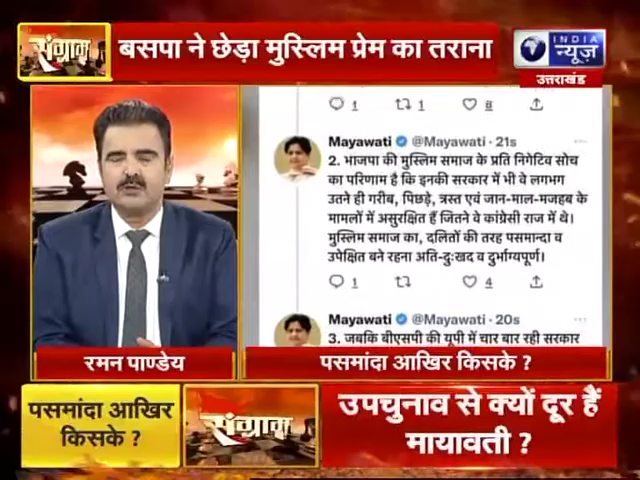 संग्राम
बसपा ने छेड़ा मुस्लिम प्रेम का तराना
INDIA
न्यूज़
उत्तराखंड
1 1 8
Mayawati @Mayawati · 21s
2. भाजपा की मुस्लिम समाज के प्रति निगेटिव सोच
का परिणाम है कि इनकी सरकार में भी वे लगभग
उतने ही गरीब, पिछड़े, त्रस्त एवं जान-माल-मजहब के
मामलों में असुरक्षित हैं जितने वे कांग्रेसी राज में थे।
मुस्लिम समाज का, दलितों की तरह पसमान्दा व
उपेक्षित बने रहना अति-दुःखद व दुर्भाग्यपूर्ण।
1 4
Mayawati @Mayawati · 20s
3. जबकि बीएसपी की यूपी में चार बार रही सरकार
रमन पाण्डेय
पसमांदा आखिर किसके ?
पसमांदा आखिर
किसके ?
संग्राम
उपचुनाव से क्यों दूर हैं
मायावती ?